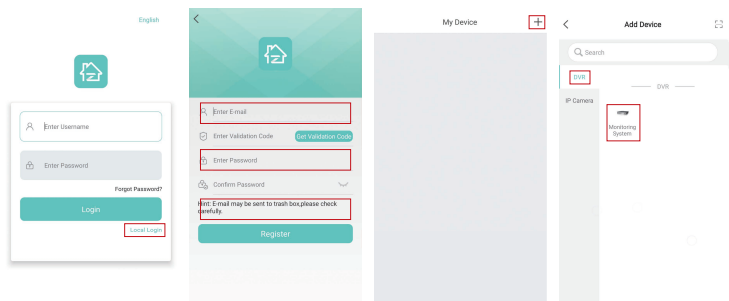 English
Enter Username
Enter Password
Forgot Password?
Login
Local Login
Enter E-mail
Enter Validation Code
Get Validation Code
Enter Password
Confirm Password
Hint: E-mail may be sent to trash box,please check
carefully.
Register
My Device
Add Device
Search
DVR
DVR
IP Camera
Monitoring
System